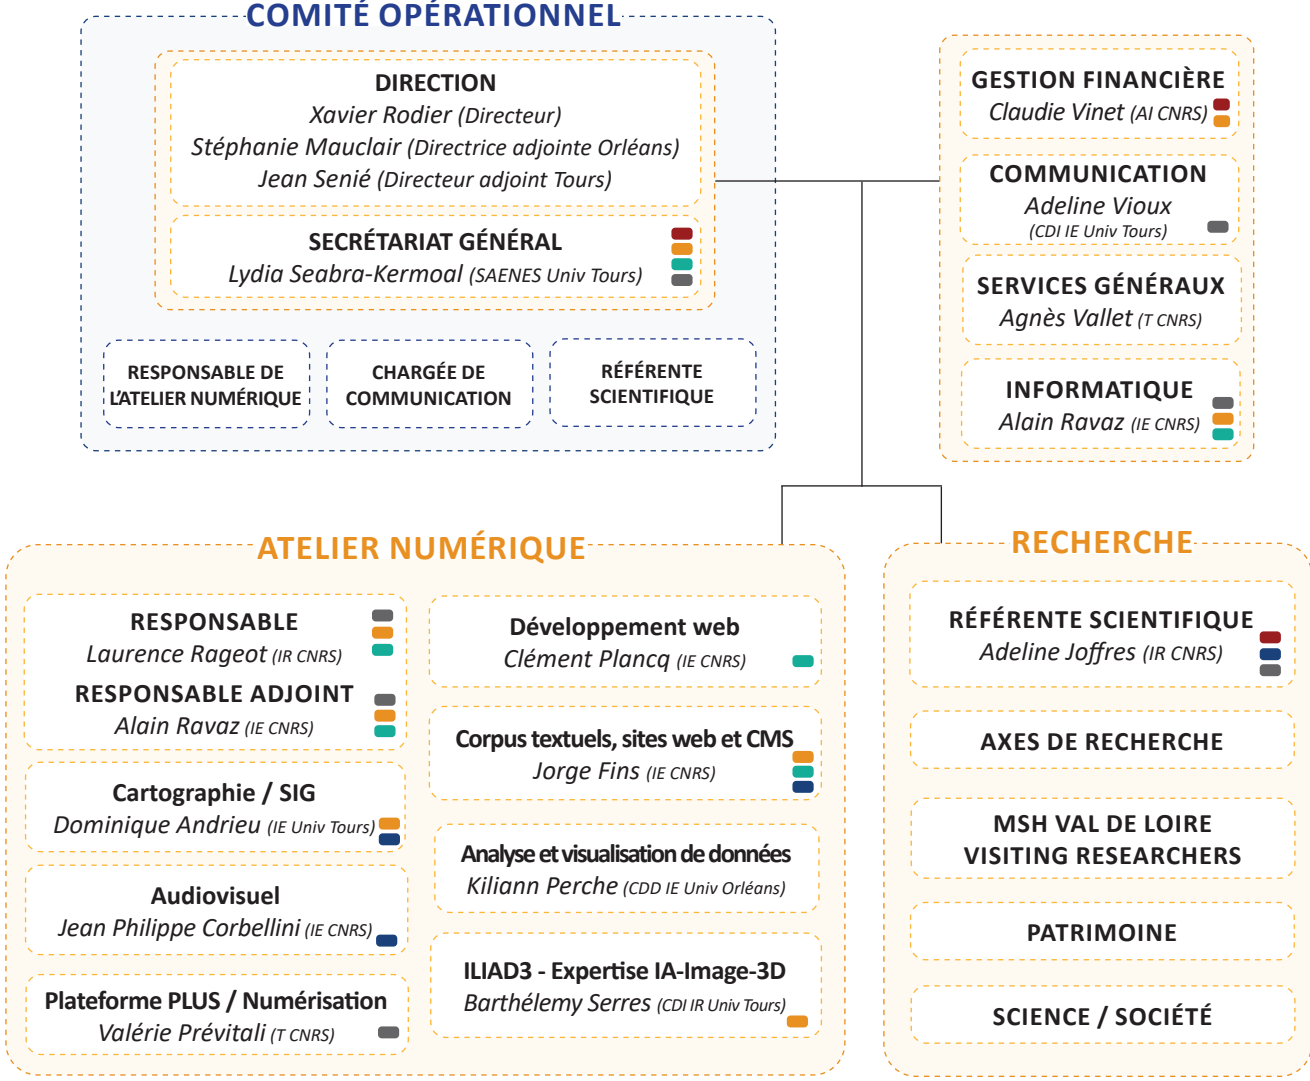 COMITÉ OPÉRATIONNEL
DIRECTION
Xavier Rodier (Directeur)
Stéphanie Mauclair (Directrice adjointe Orléans)
Jean Senié (Directeur adjoint Tours)
SECRÉTARIAT GÉNÉRAL
Lydia Seabra-Kermoal (SAENES Univ Tours)
RESPONSABLE DE
L'ATELIER NUMÉRIQUE
CHARGÉE DE
COMMUNICATION
RÉFÉRENTE
SCIENTIFIQUE
GESTION FINANCIÈRE
Claudie Vinet (AI CNRS)
COMMUNICATION
Adeline Vioux
(CDI IE Univ Tours)
SERVICES GÉNÉRAUX
Agnès Vallet (T CNRS)
INFORMATIQUE
Alain Ravaz (IE CNRS)
ATELIER NUMÉRIQUE
RESPONSABLE
Laurence Rageot (IR CNRS)
RESPONSABLE ADJOINT
Alain Ravaz (IE CNRS)
Cartographie / SIG
Dominique Andrieu (IE Univ Tours)
Audiovisuel
Jean Philippe Corbellini (IE CNRS)
Plateforme PLUS / Numérisation
Valérie Prévitali (T CNRS)
Développement web
Clément Plancq (IE CNRS)
Corpus textuels, sites web et CMS
Jorge Fins (IE CNRS)
Analyse et visualisation de données
Kiliann Perche (CDD IE Univ Orléans)
ILIAD3 - Expertise IA-Image-3D
Barthélemy Serres (CDI IR Univ Tours)
RECHERCHE
RÉFÉRENTE SCIENTIFIQUE
Adeline Joffres (IR CNRS)
AXES DE RECHERCHE
MSH VAL DE LOIRE
VISITING RESEARCHERS
PATRIMOINE
SCIENCE / SOCIÉTÉ